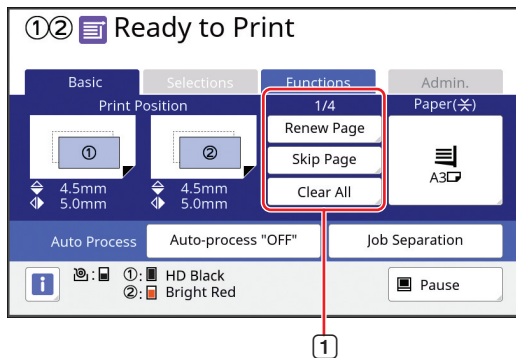 ①② Ready to Print
Basic Selections Functions Admin.
Print Position 1/4 Paper(
Renew Page
① ② Skip Page
Clear All
A3
4.5mm 4.5mm
5.0mm 5.0mm
Auto Process Auto-process "OFF" Job Separation
i ①: HD Black
②: Bright Red
Pause
1